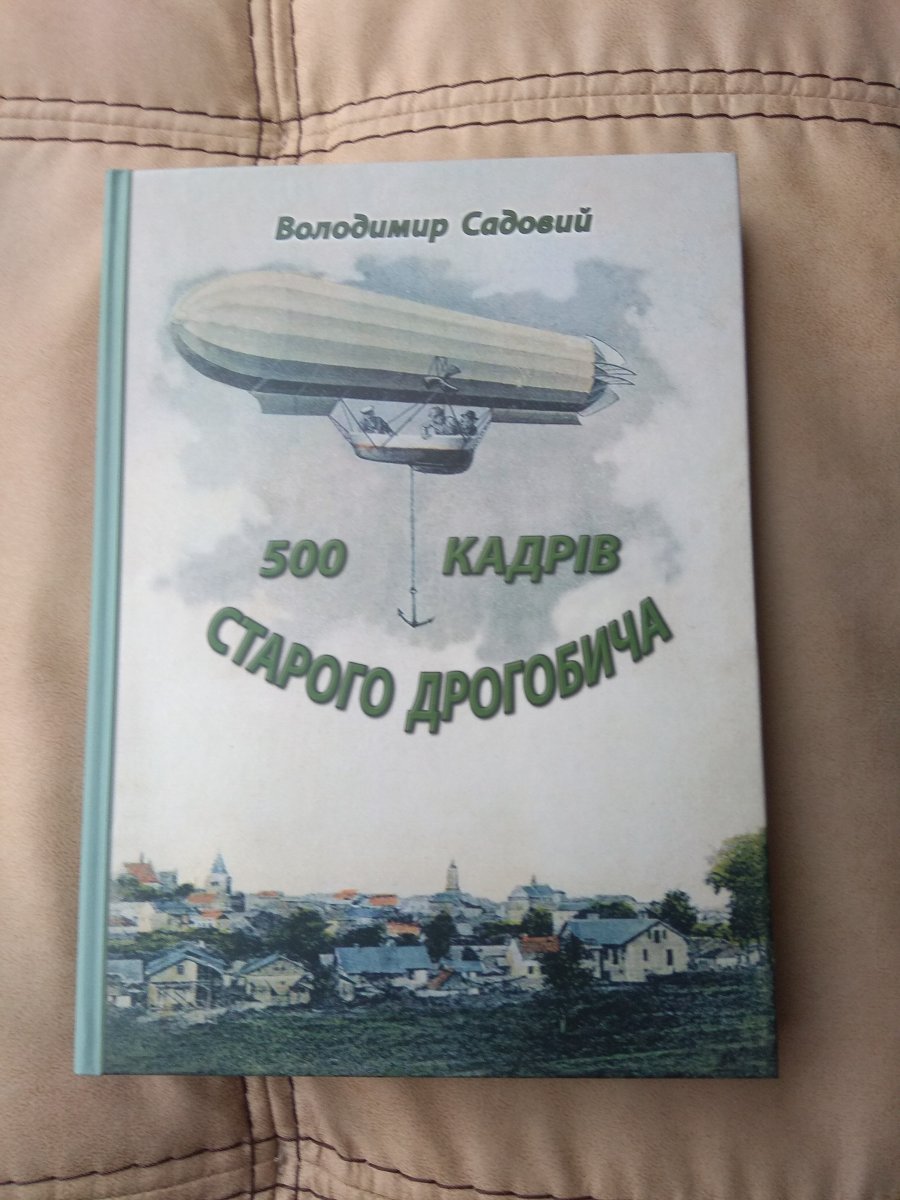 Володимир Садовий
500 КАДРІВ
СТАРОГО ДРОГОБИЧА